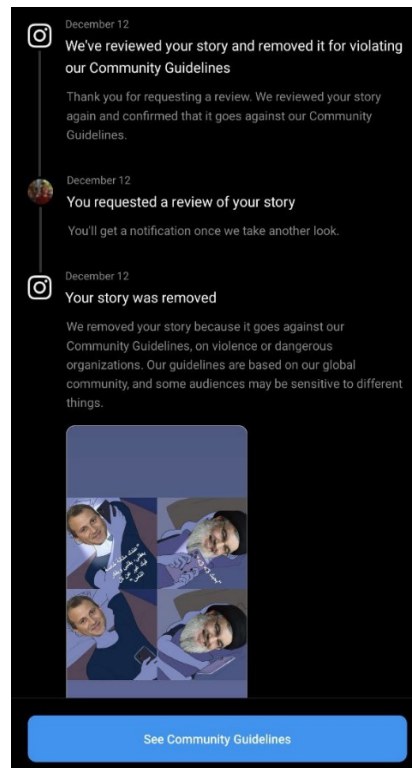 December 12
We've reviewed your story and removed it for violating
our Community Guidelines
Thank you for requesting a review. We reviewed your story
again and confirmed that it goes against our Community
Guidelines.
December 12
You requested a review of your story
You'll get a notification once we take another look.
December 12
Your story was removed
We removed your story because it goes against our
Community Guidelines, on violence or dangerous
organizations. Our guidelines are based on our global
community, and some audiences may be sensitive to different
things.
See Community Guidelines